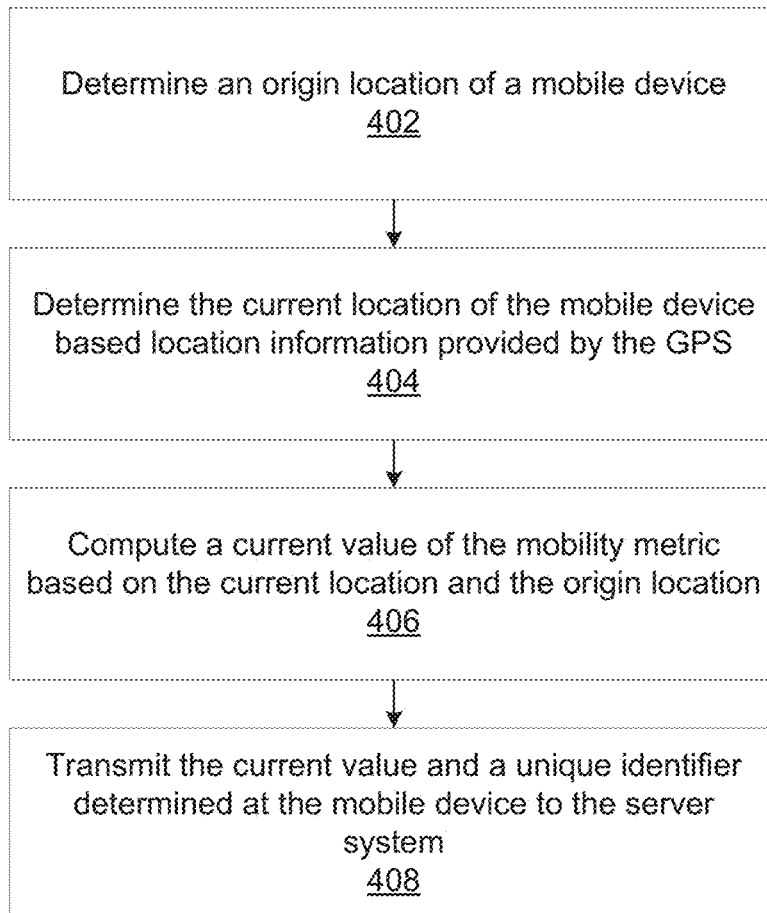 Determine an origin location of a mobile device
402
Determine the current location of the mobile device
based location information provided by the GPS
404
Compute a current value of the mobility metric
based on the current location and the origin location
406
Transmit the current value and a unique identifier
determined at the mobile device to the server
system
408